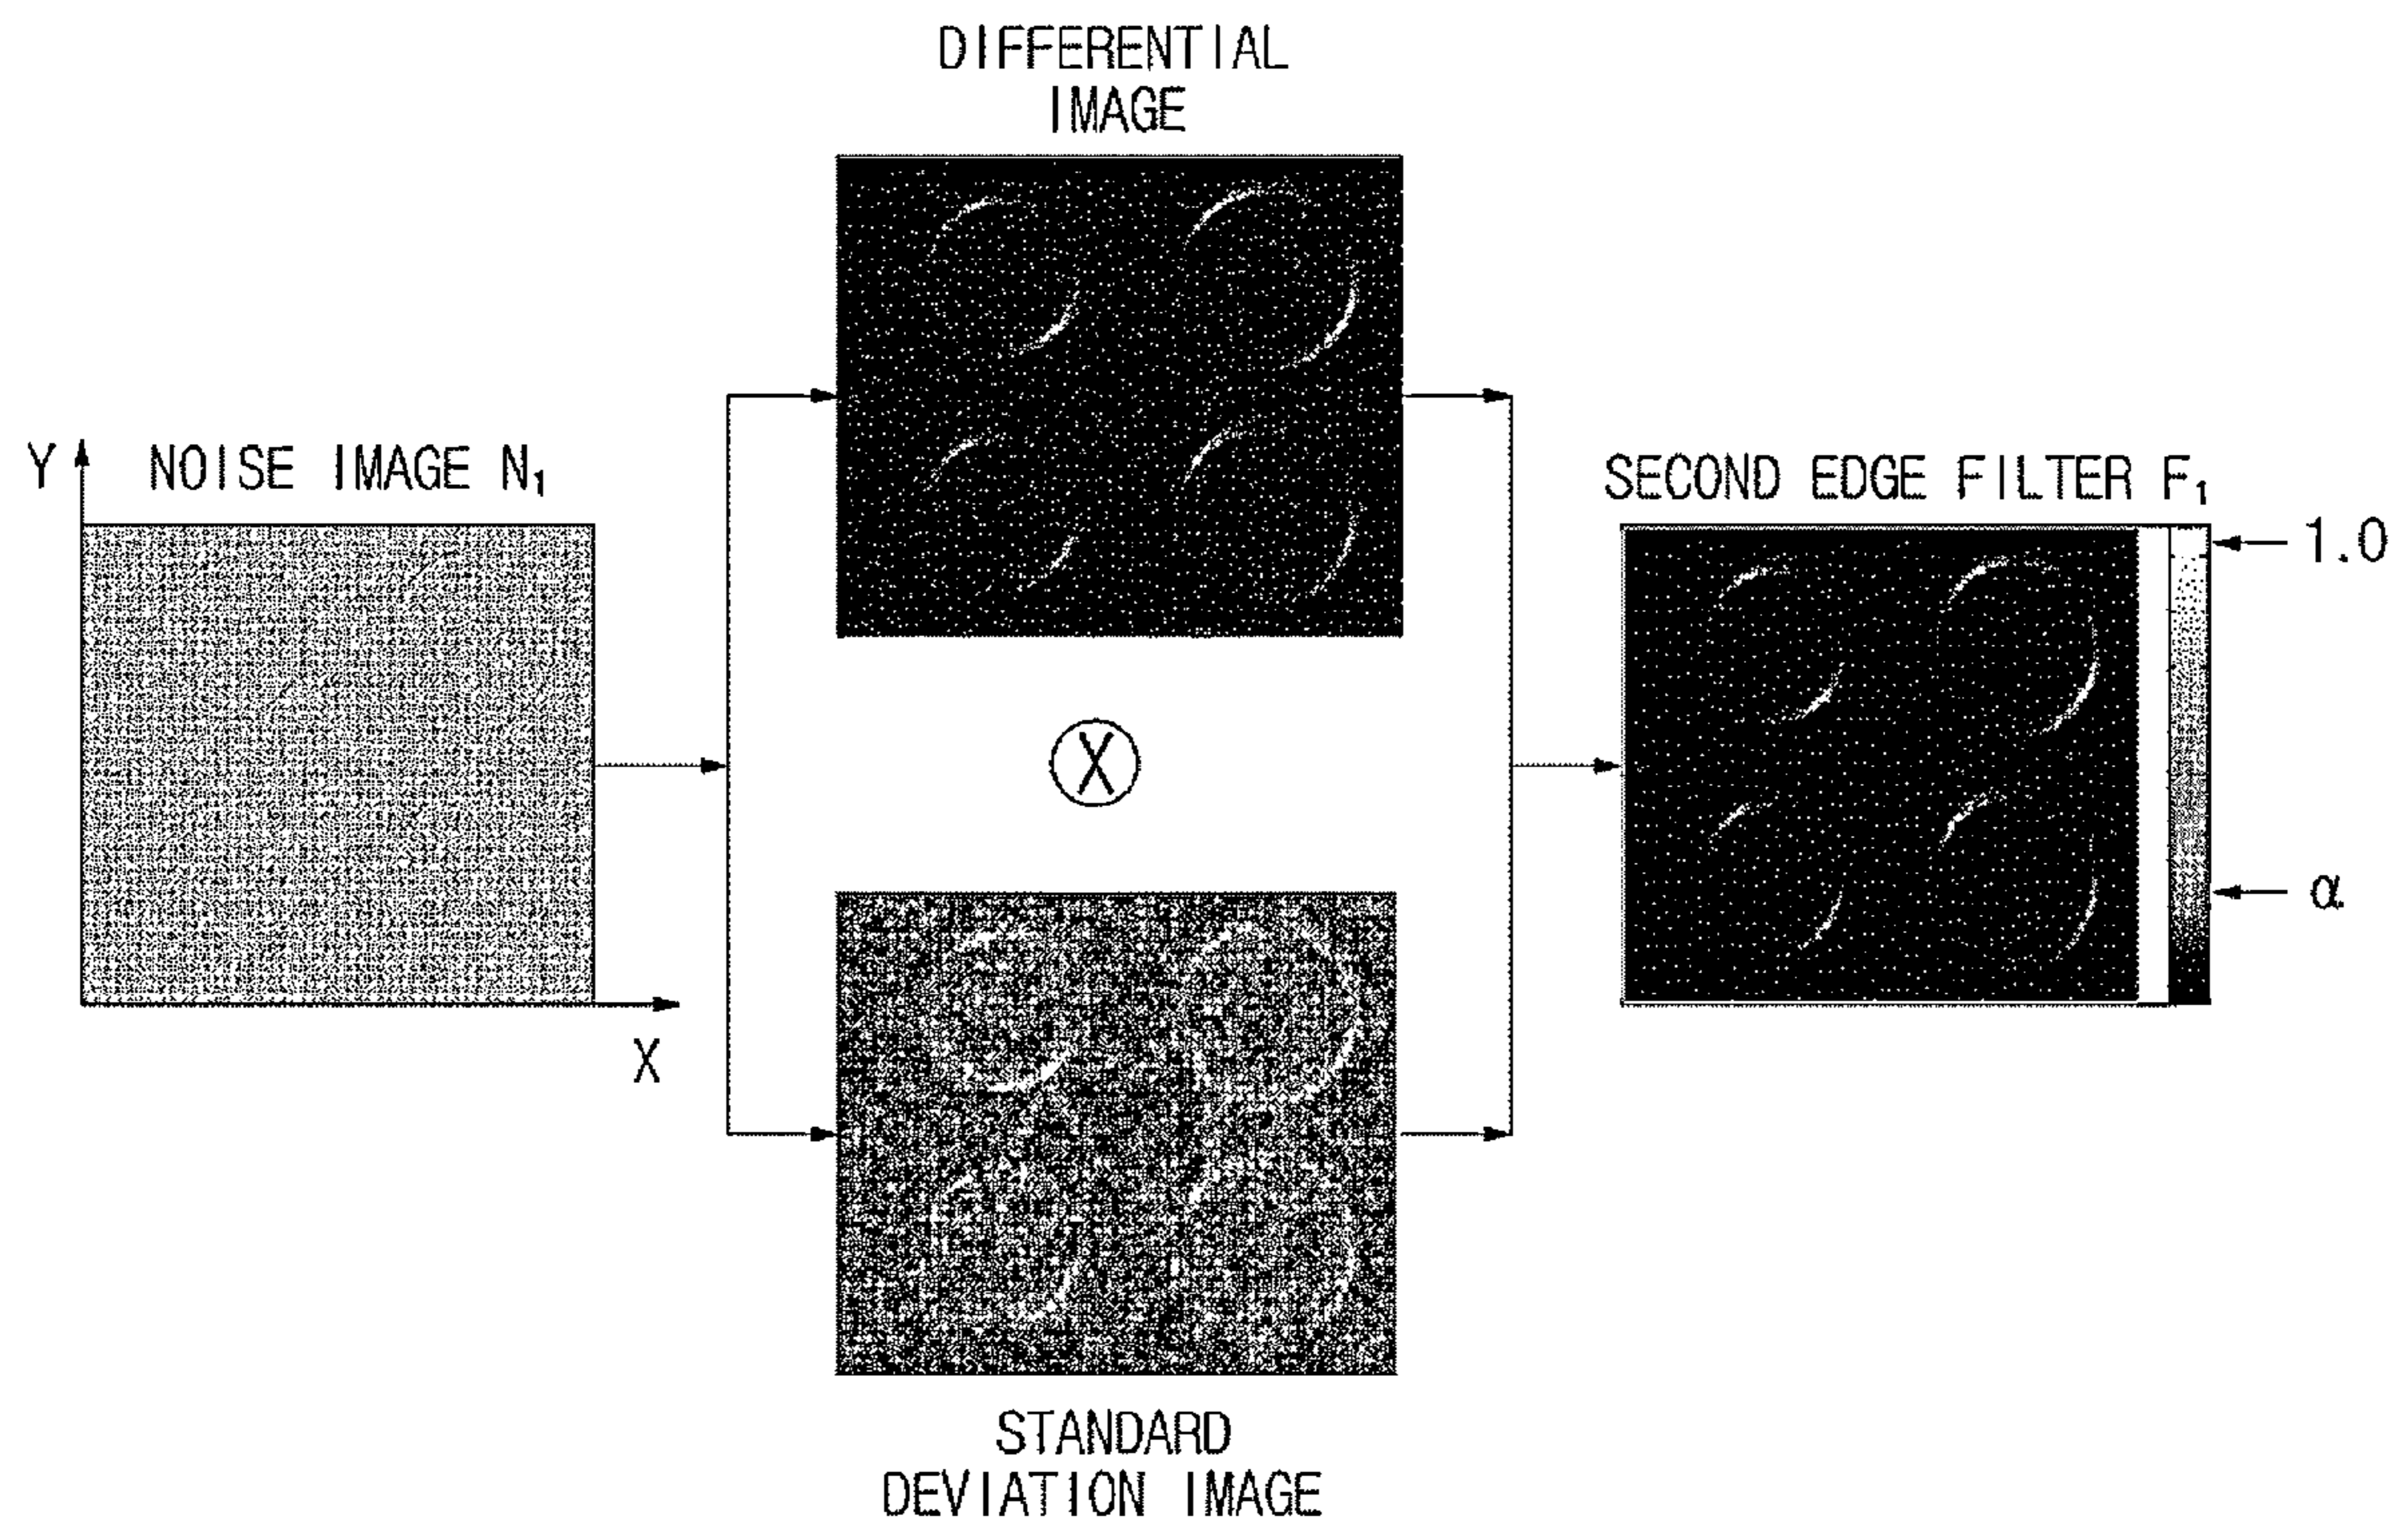 DIFFERENTIAL
IMAGE
Y
NOISE IMAGE N₁
X
X
STANDARD
DEVIATION IMAGE
SECOND EDGE FILTER F₁
1.0
α